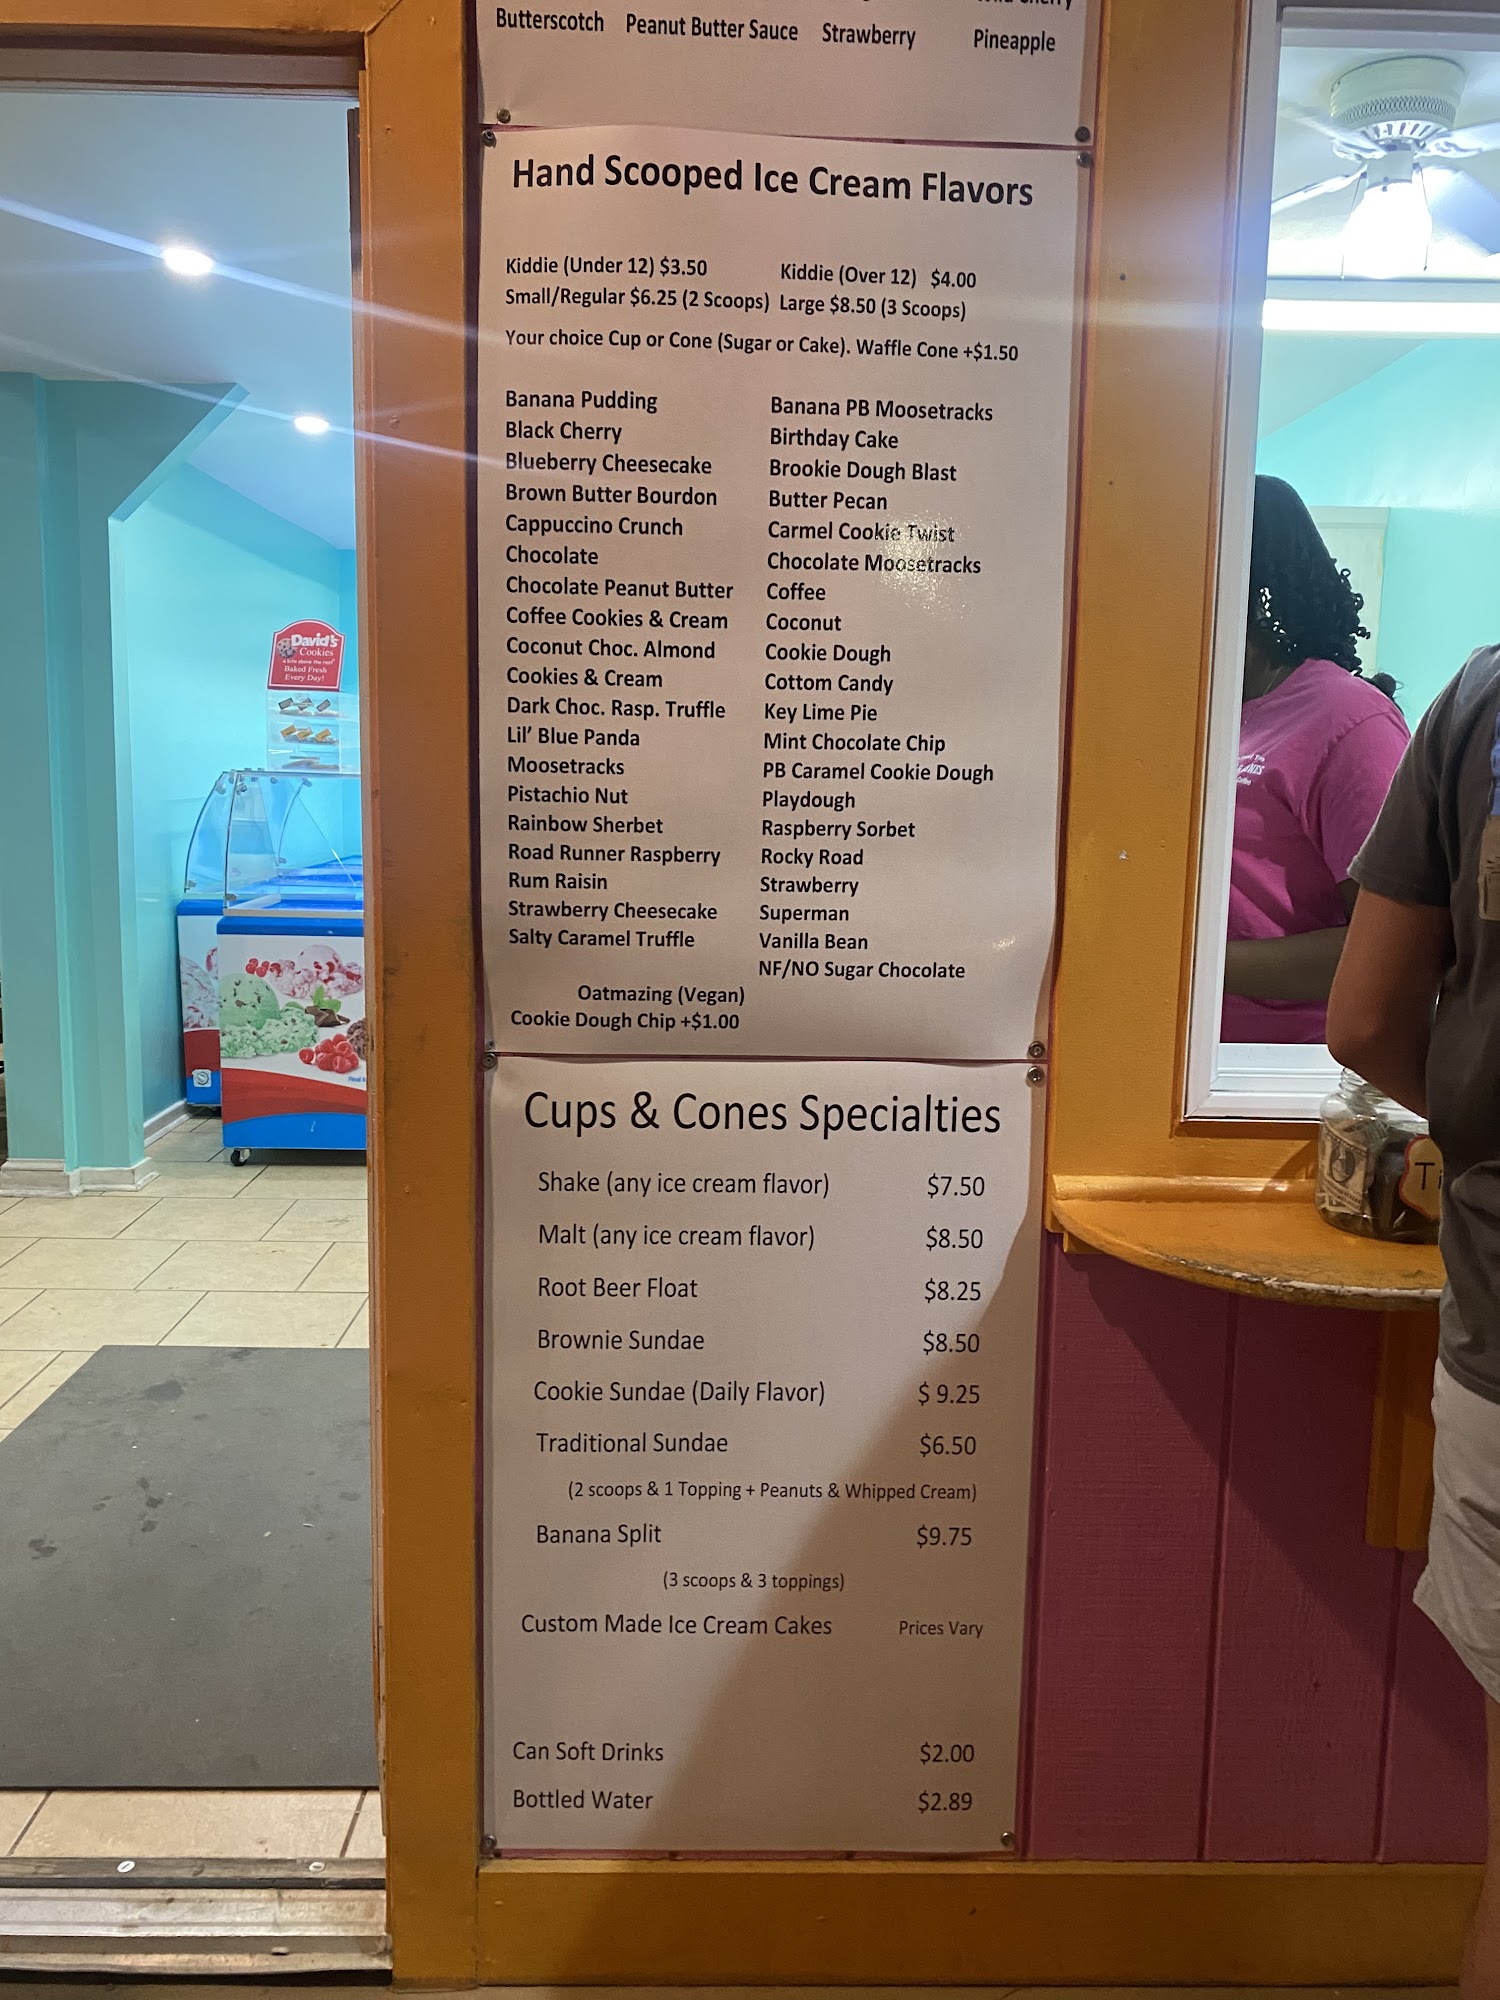 Butterscotch Peanut Butter Sauce Strawberry Pineapple
Hand Scooped Ice Cream Flavors
Kiddie (Under 12) $3.50 Kiddie (Over 12) $4.00
Small/Regular $6.25 (2 Scoops) Large $8.50 (3 Scoops)
Your choice Cup or Cone (Sugar or Cake). Waffle Cone +$1.50
Banana Pudding Banana PB Moosetracks
Black Cherry Birthday Cake
Blueberry Cheesecake Brookie Dough Blast
Brown Butter Bourdon Butter Pecan
Cappuccino Crunch Carmel Cookie Twist
Chocolate Chocolate Moosetracks
Chocolate Peanut Butter Coffee
Coffee Cookies & Cream Coconut
Coconut Choc. Almond Cookie Dough
Cookies & Cream Cottom Candy
Dark Choc. Rasp. Truffle Key Lime Pie
Lil' Blue Panda Mint Chocolate Chip
Moosetracks PB Caramel Cookie Dough
Pistachio Nut Playdough
Rainbow Sherbet Raspberry Sorbet
Road Runner Raspberry Rocky Road
Rum Raisin Strawberry
Strawberry Cheesecake Superman
Salty Caramel Truffle Vanilla Bean
NF/NO Sugar Chocolate
Oatmazing (Vegan)
Cookie Dough Chip +$1.00
Cups & Cones Specialties
Shake (any ice cream flavor) $7.50
Malt (any ice cream flavor) $8.50
Root Beer Float $8.25
Brownie Sundae $8.50
Cookie Sundae (Daily Flavor) $ 9.25
Traditional Sundae $6.50
(2 scoops & 1 Topping + Peanuts & Whipped Cream)
Banana Split $9.75
(3 scoops & 3 toppings)
Custom Made Ice Cream Cakes Prices Vary
Can Soft Drinks $2.00
Bottled Water $2.89
David's
Cookies
Baked Fresh
Every Day!